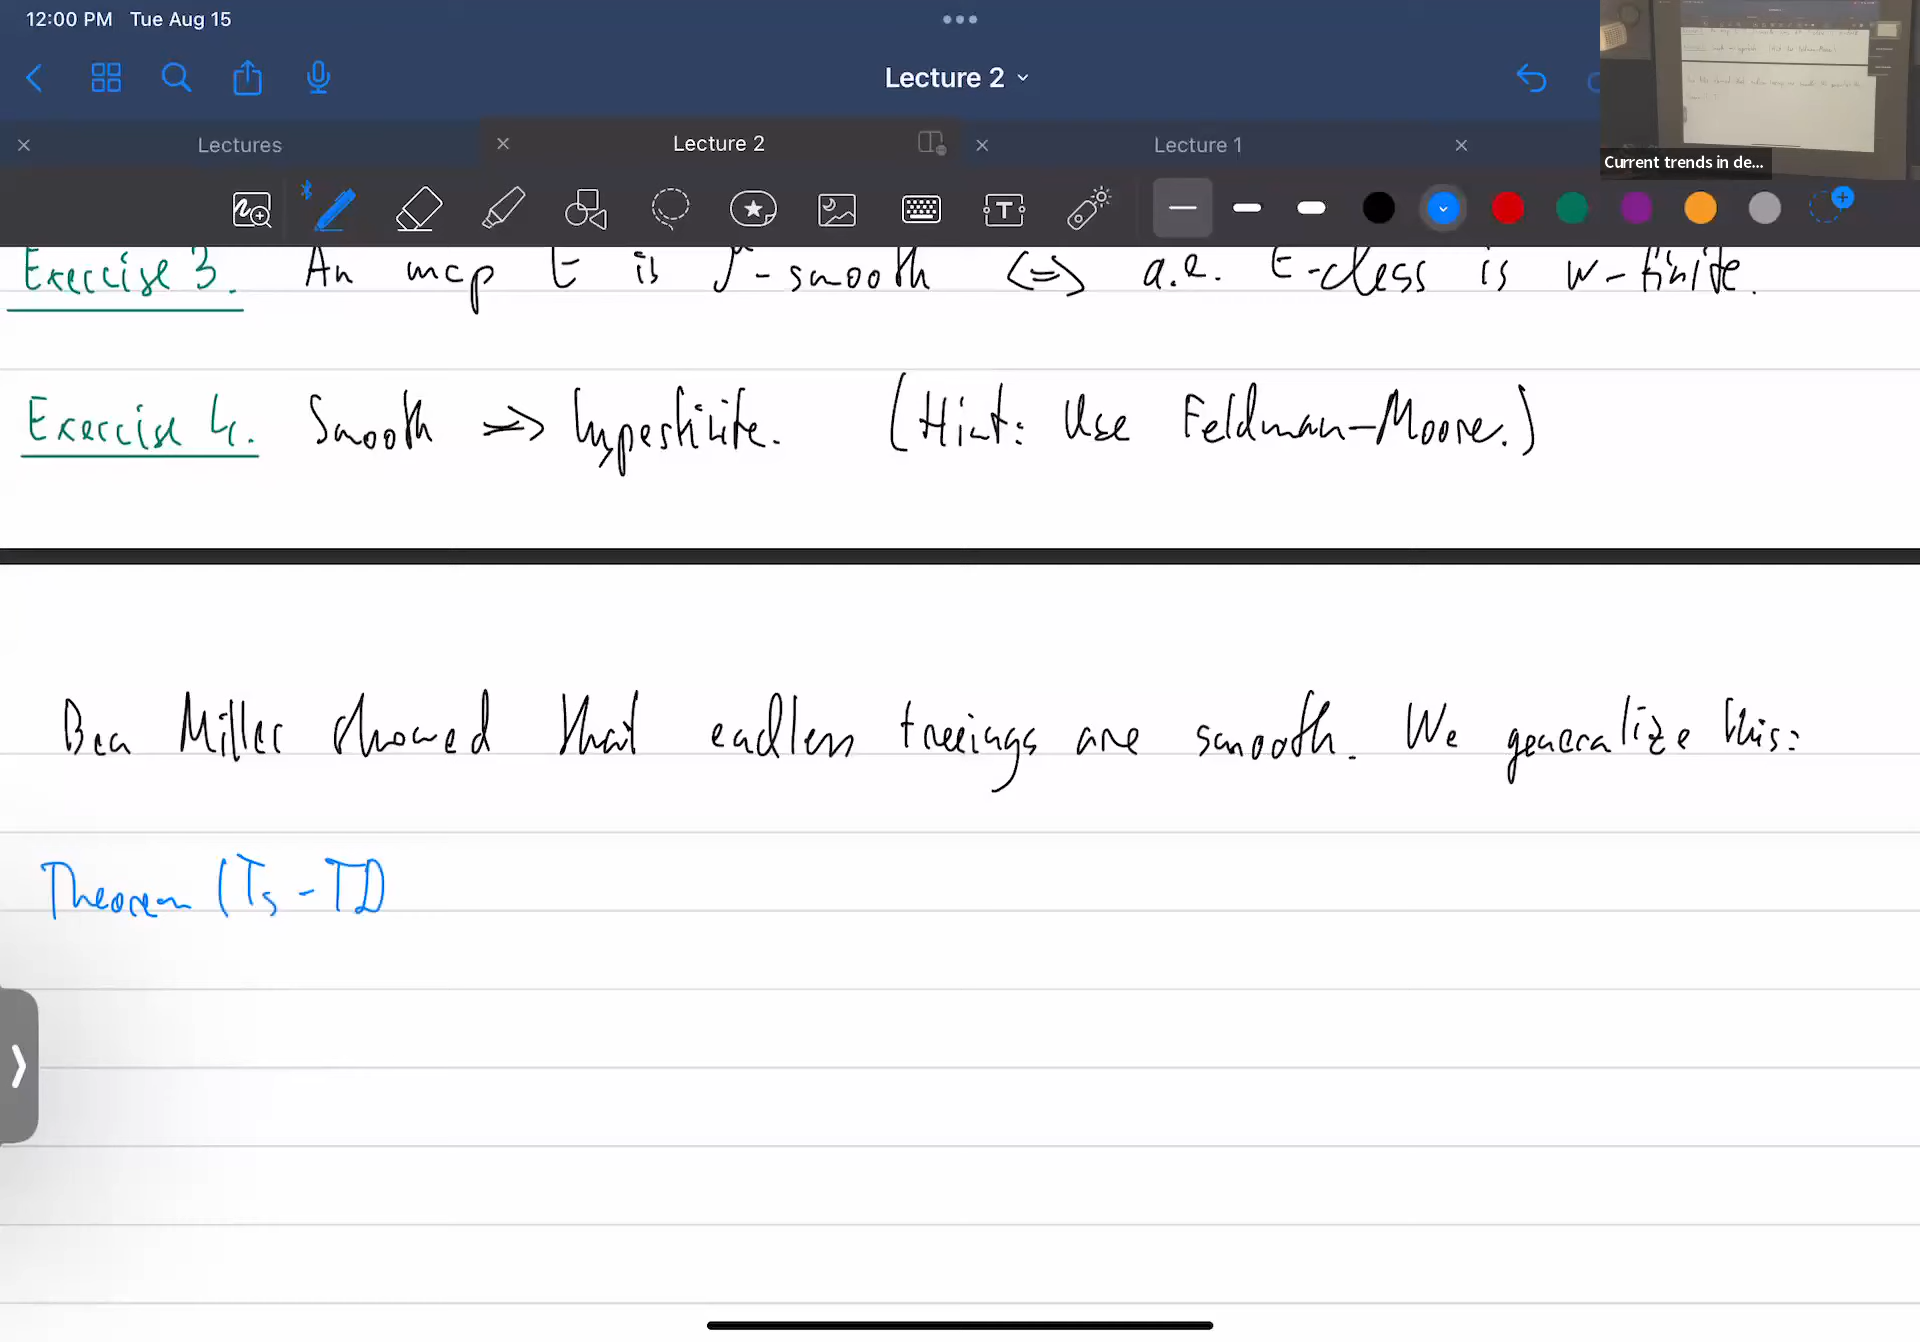 12:00 PM Tue Aug 15
Lecture 2
Lectures
Lecture 2
Lecture 1
Current trends in de...
Exercise 3. An mcp E is μ-smooth <=> a.e. E-class is w-finite.
Exercise 4. Smooth => hyperfinite. (Hint: Use Feldman-Moore.)
Ben Miller showed that endless treeings are smooth. We generalize this:
Theorem (Ts-TD